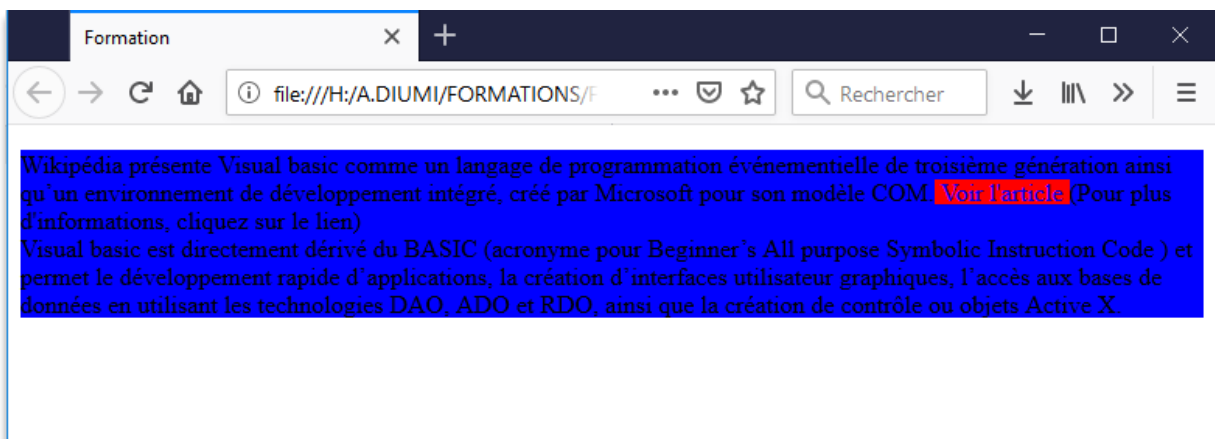 Formation
file:///H:/A.DIUMI/FORMATIONS/F
Rechercher
Wikipédia présente Visual basic comme un langage de programmation événementielle de troisième génération ainsi
qu’un environnement de développement intégré, créé par Microsoft pour son modèle COM. Voir l'article (Pour plus
d'informations, cliquez sur le lien)
Visual basic est directement dérivé du BASIC (acronyme pour Beginner’s All purpose Symbolic Instruction Code ) et
permet le développement rapide d’applications, la création d’interfaces utilisateur graphiques, l’accès aux bases de
données en utilisant les technologies DAO, ADO et RDO, ainsi que la création de contrôle ou objets Active X.